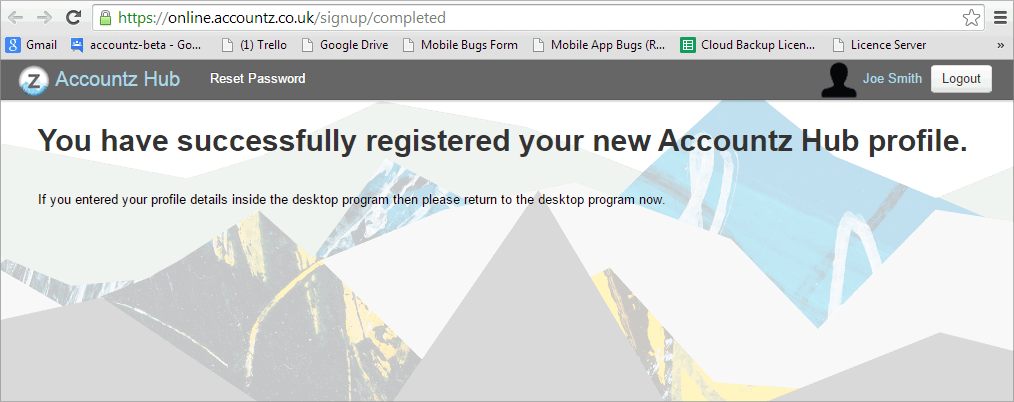 https://online.accountz.co.uk/signup/completed
Gmail accountz-beta - Go... (1) Trello Google Drive Mobile Bugs Form Mobile App Bugs (R... Cloud Backup Licen... Licence Server »
Z Accountz Hub Reset Password Joe Smith Logout
You have successfully registered your new Accountz Hub profile.
If you entered your profile details inside the desktop program then please return to the desktop program now.